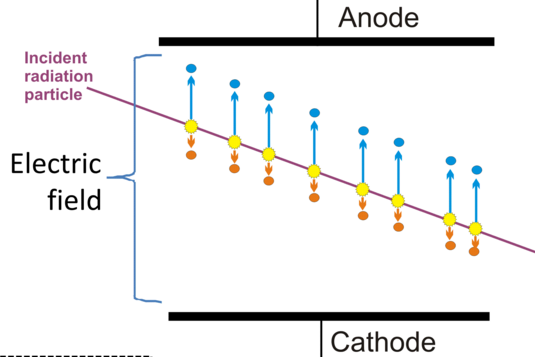 Anode
Incident
radiation
particle
Electric
field
Cathode